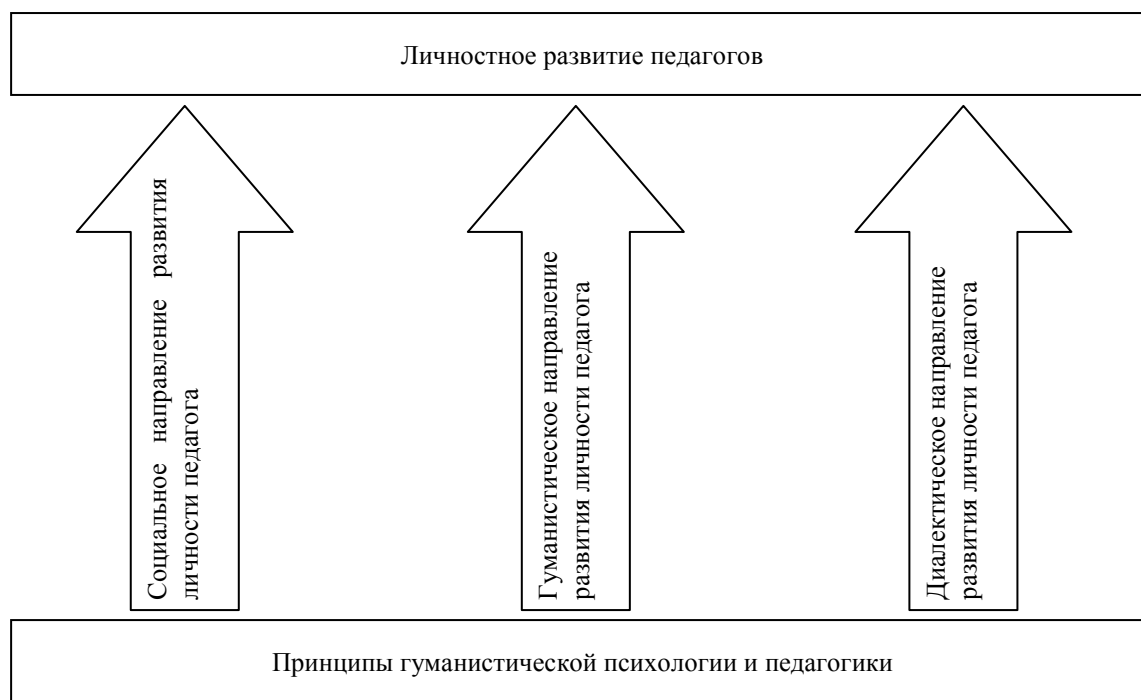 Личностное развитие педагогов
Социальное направление развития
личности педагога
Гуманистическое направление
развития личности педагога
Диалектическое направление
развития личности педагога
Принципы гуманистической психологии и педагогики